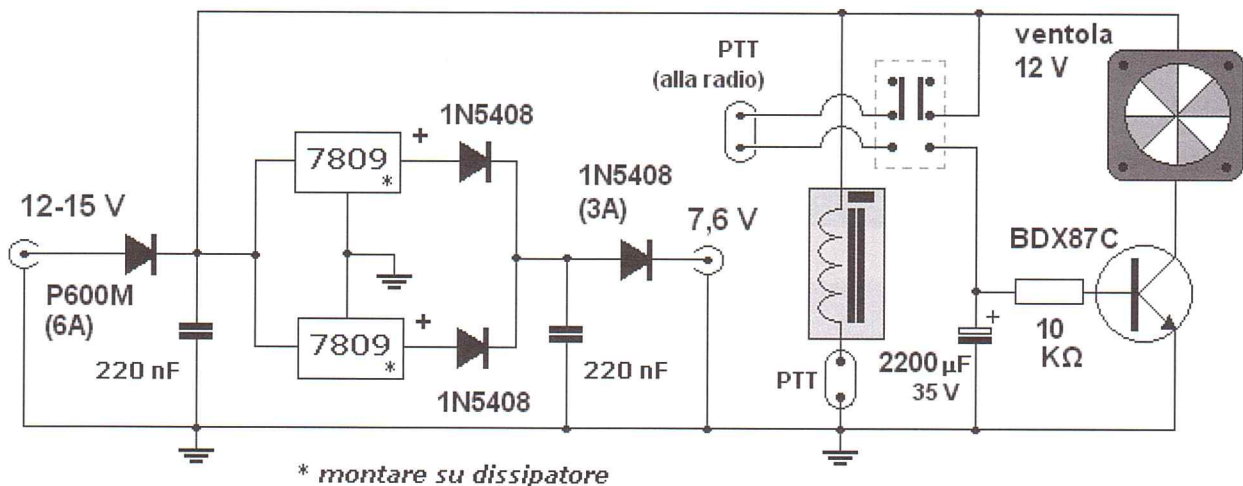 PTT
(alla radio)
ventola
12 V
1N5408
7809
+
*
1N5408
(3A)
12-15 V
7,6 V
BDX87C
P600M
(6A)
+
7809
*
220 nF
220 nF
1N5408
PTT
2200 µF
35 V
+
10
KΩ
* montare su dissipatore